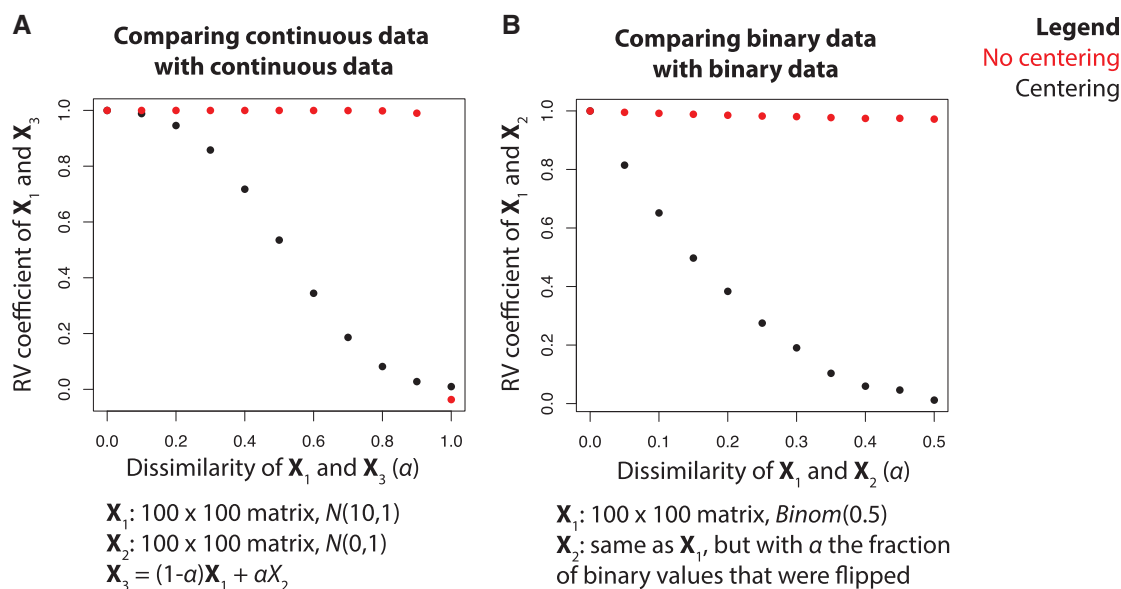 A
Comparing continuous data
with continuous data
RV coefficient of X1 and X3
0.0
0.2
0.4
0.6
0.8
1.0
0.0
0.2
0.4
0.6
0.8
1.0
Dissimilarity of X1 and X3 (α)
X1: 100 x 100 matrix, N(10,1)
X2: 100 x 100 matrix, N(0,1)
X3 = (1-α)X1 + αX2
B
Comparing binary data
with binary data
RV coefficient of X1 and X2
0.0
0.2
0.4
0.6
0.8
1.0
0.0
0.1
0.2
0.3
0.4
0.5
Dissimilarity of X1 and X2 (α)
X1: 100 x 100 matrix, Binom(0.5)
X2: same as X1, but with α the fraction
of binary values that were flipped
Legend
No centering
Centering